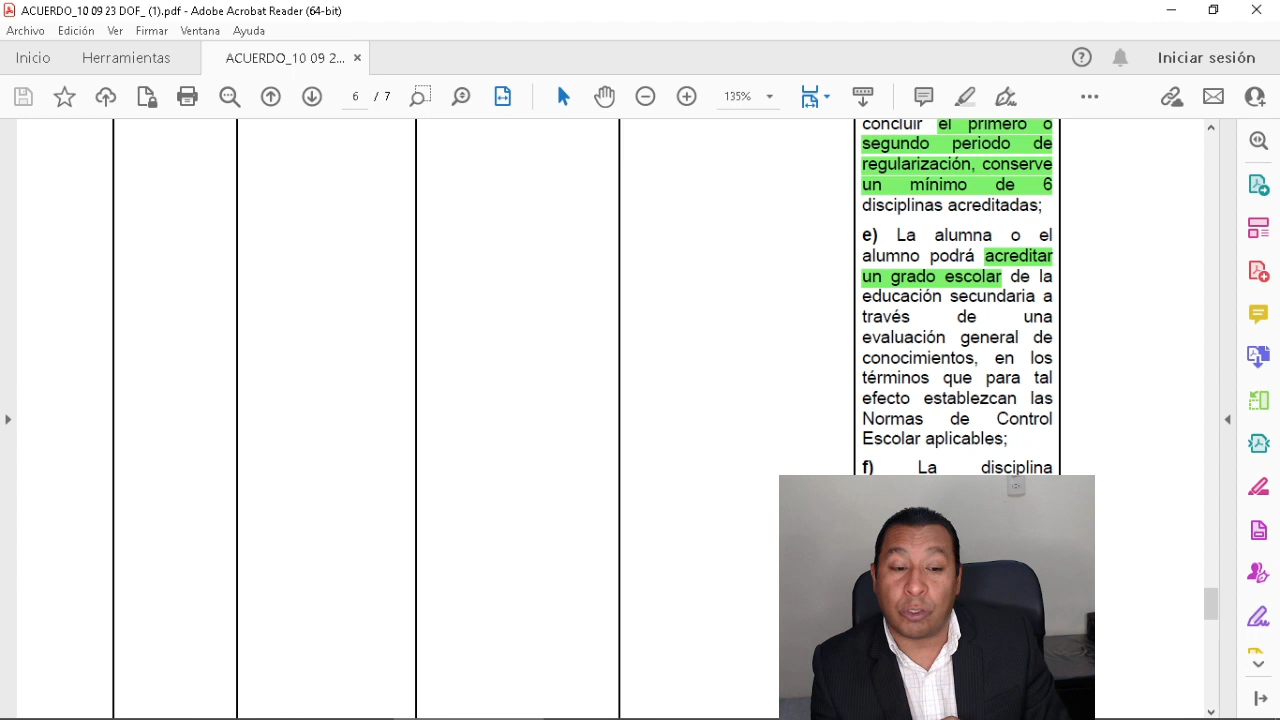 ACUERDO_10 09 23 DOF_ (1).pdf - Adobe Acrobat Reader (64-bit)
Archivo Edición Ver Firmar Ventana Ayuda
Inicio Herramientas ACUERDO_10 09 2... × Iniciar sesión
6 / 7 135%
concluir el primero o
segundo periodo de
regularización, conserve
un mínimo de 6
disciplinas acreditadas;
e) La alumna o el
alumno podrá acreditar
un grado escolar de la
educación secundaria a
través de una
evaluación general de
conocimientos, en los
términos que para tal
efecto establezcan las
Normas de Control
Escolar aplicables;
f) La disciplina